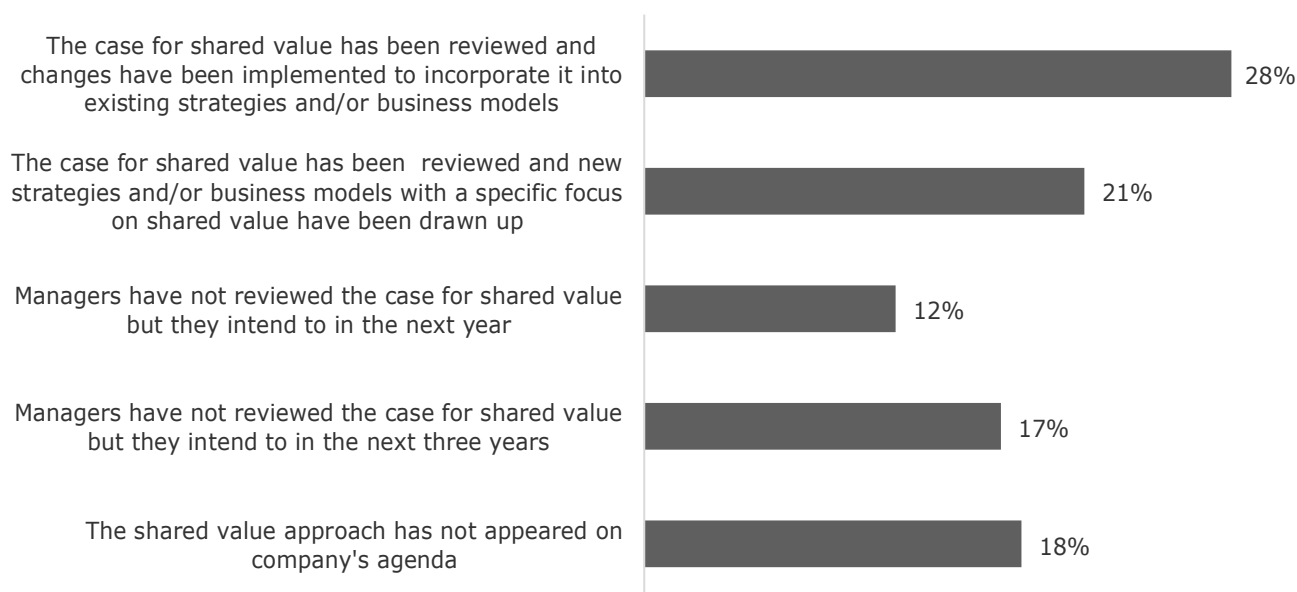 The case for shared value has been reviewed and
changes have been implemented to incorporate it into
existing strategies and/or business models
28%
The case for shared value has been  reviewed and new
strategies and/or business models with a specific focus
on shared value have been drawn up
21%
Managers have not reviewed the case for shared value
but they intend to in the next year
12%
Managers have not reviewed the case for shared value
but they intend to in the next three years
17%
The shared value approach has not appeared on
company's agenda
18%